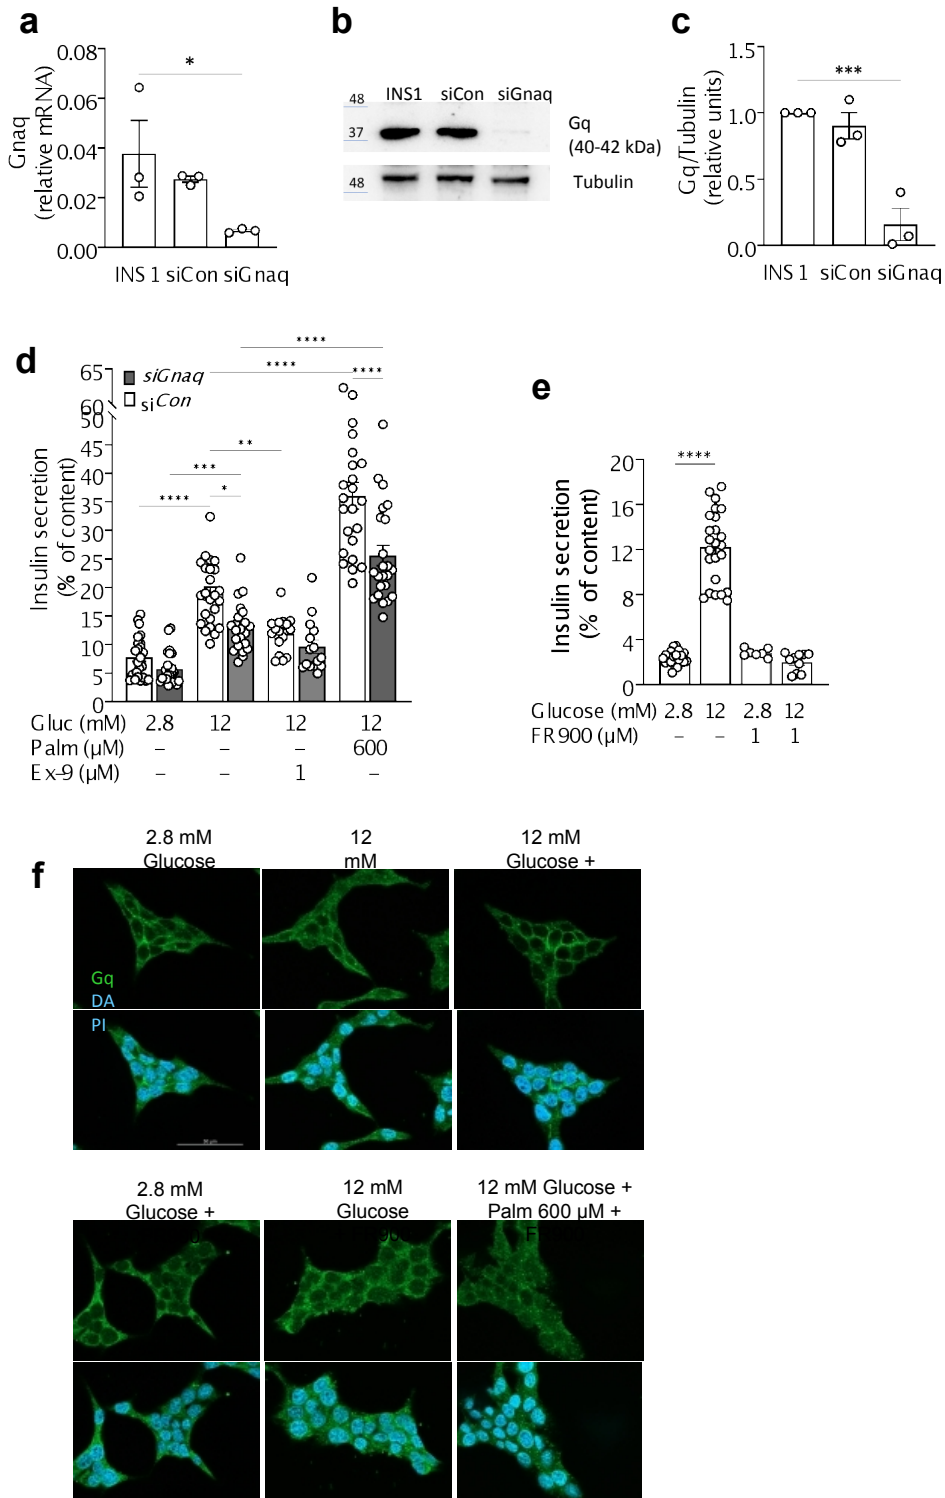 a
0.08
0.06
0.04
0.02
0.00
Gnaq
(relative mRNA)
*
INS1 siCon siGnaq
b
INS1 siCon siGnaq
48
37
48
Gq
(40-42 kDa)
Tubulin
c
1.5
1.0
0.5
0.0
Gq/Tubulin
(relative units)
***
INS1 siCon siGnaq
d
65
60
50
45
40
35
30
25
20
15
10
5
0
Insulin secretion
(% of content)
siGnaq
siCon
****
****
****
**
***
*
****
Gluc (mM) 2.8 12 12 12
Palm (µM) – – – 600
Ex-9 (µM) – – 1 –
e
20
16
12
8
4
0
Insulin secretion
(% of content)
****
Glucose (mM) 2.8 12 2.8 12
FR900 (µM) – – 1 1
f
2.8 mM
Glucose
12
mM
12 mM
Glucose +
Gq
DA
PI
2.8 mM
Glucose +
12 mM
Glucose
12 mM Glucose +
Palm 600 µM +